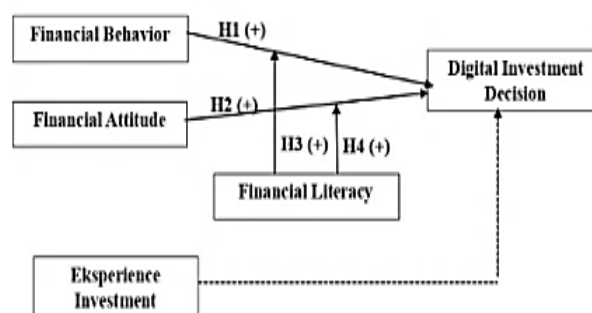 Financial Behavior
H1 (+)
Digital Investment
Decision
Financial Attitude
H2 (+)
H3 (+)
H4 (+)
Financial Literacy
Eksperience
Investment